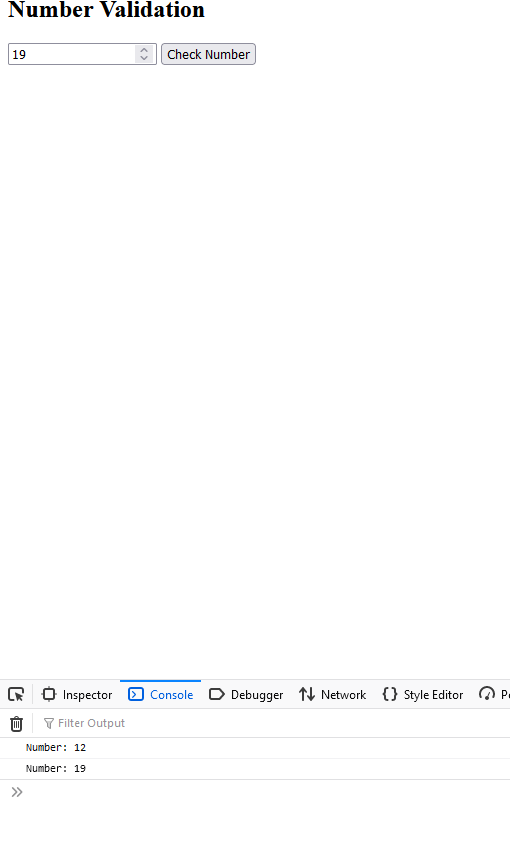 Number Validation
19 Check Number
Inspector Console Debugger Network Style Editor
Filter Output
Number: 12
Number: 19